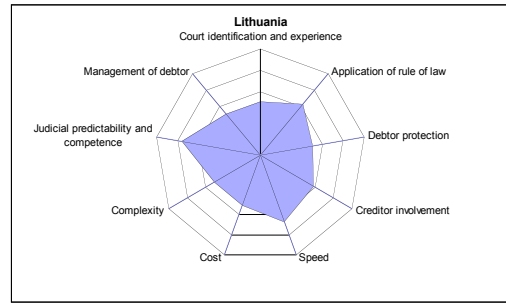 Lithuania
Court identification and experience
Management of debtor
Application of rule of law
Judicial predictability and
competence
Debtor protection
Complexity
Creditor involvement
Cost
Speed